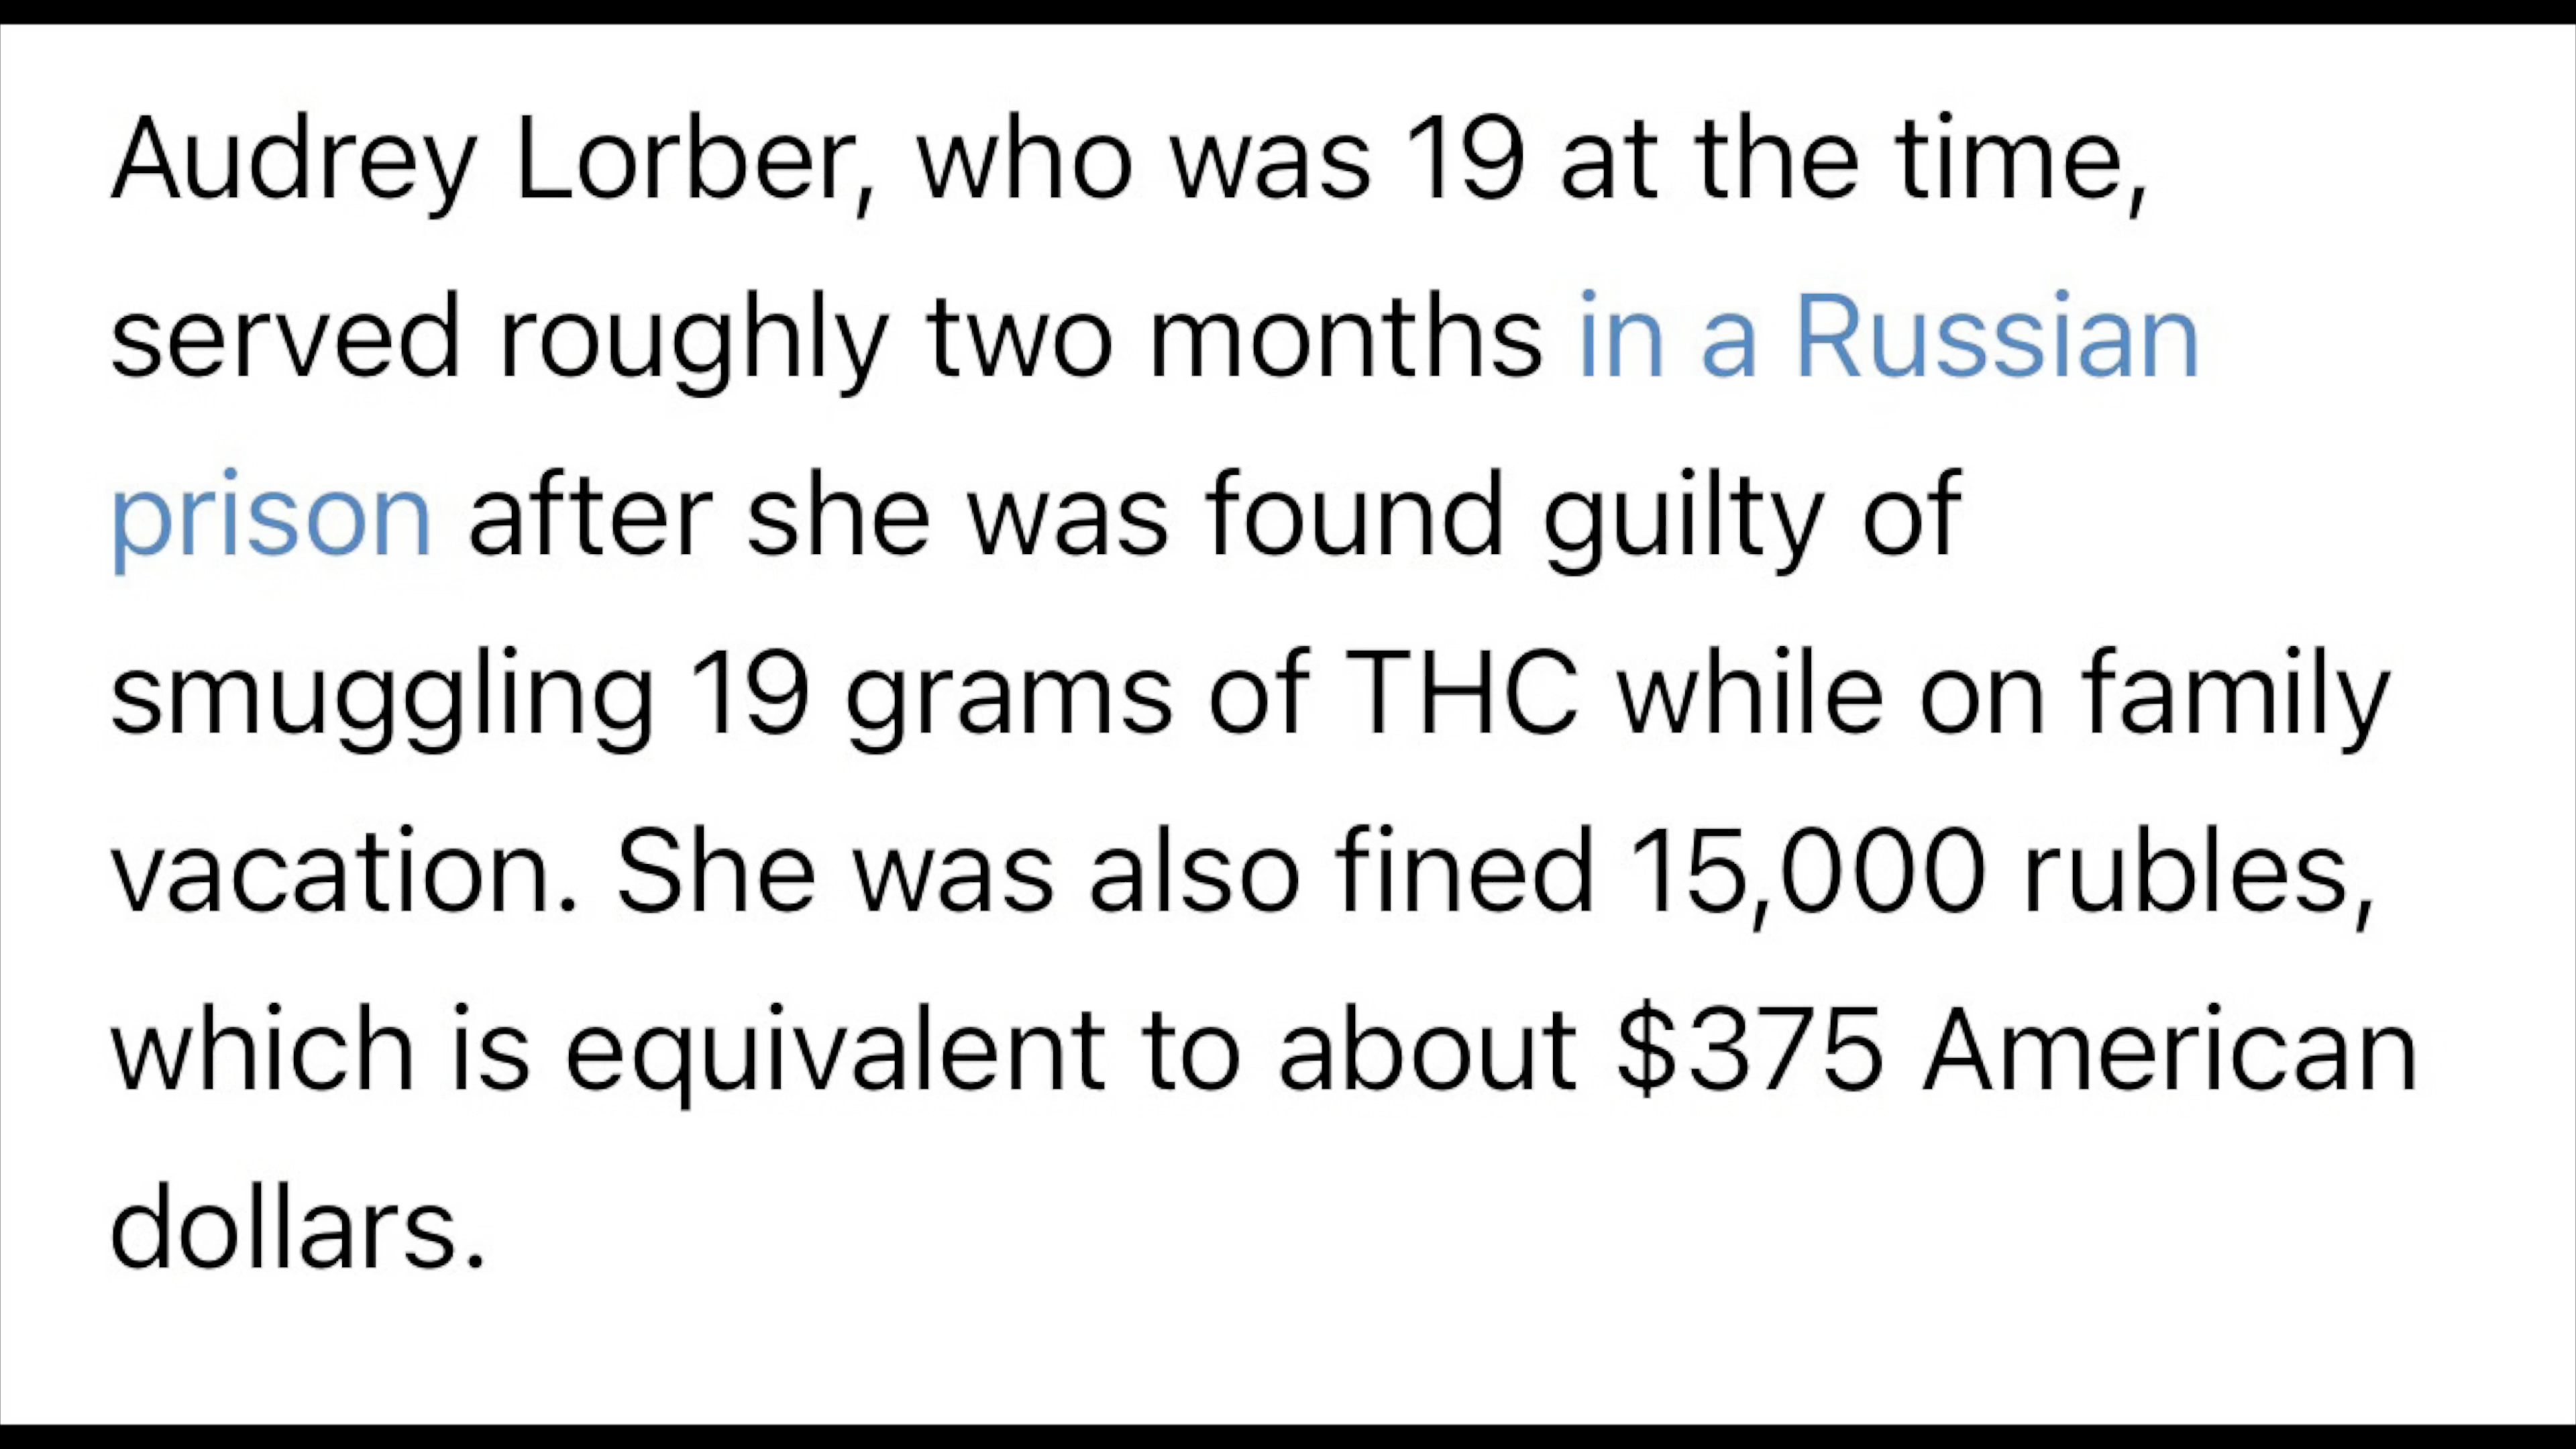 Audrey Lorber, who was 19 at the time,
served roughly two months in a Russian
prison after she was found guilty of
smuggling 19 grams of THC while on family
vacation. She was also fined 15,000 rubles,
which is equivalent to about $375 American
dollars.